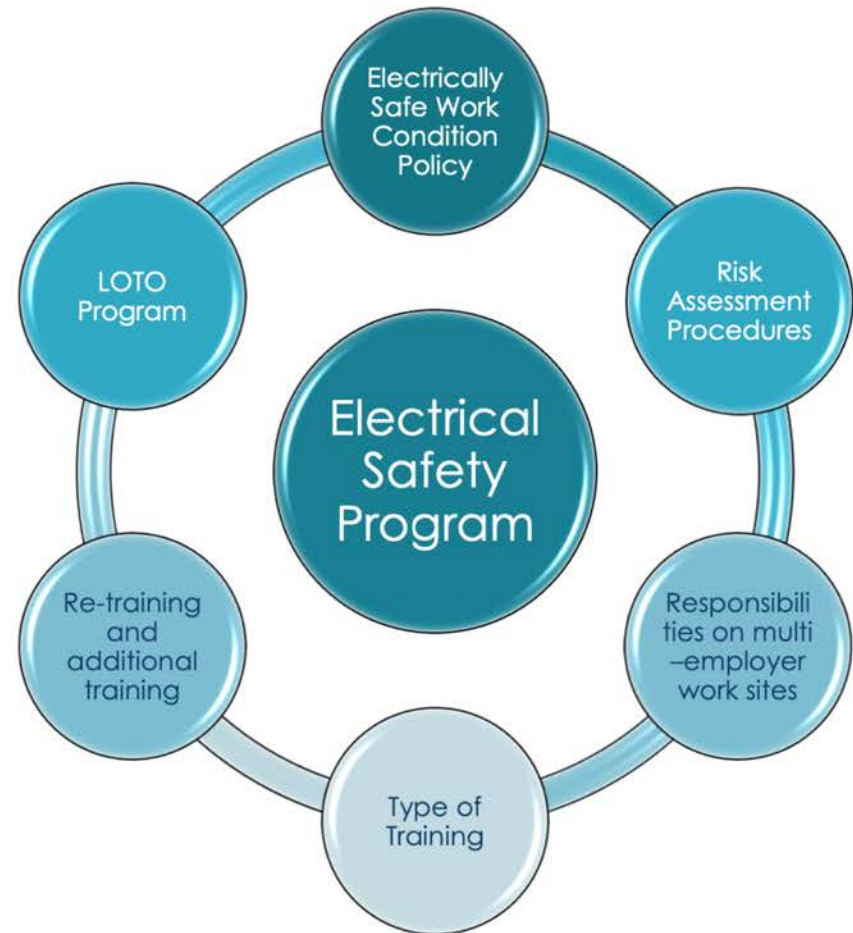 Electrically
Safe Work
Condition
Policy
LOTO
Program
Risk
Assessment
Procedures
Electrical
Safety
Program
Re-training
and
additional
training
Responsibili
ties on multi
–employer
work sites
Type of
Training